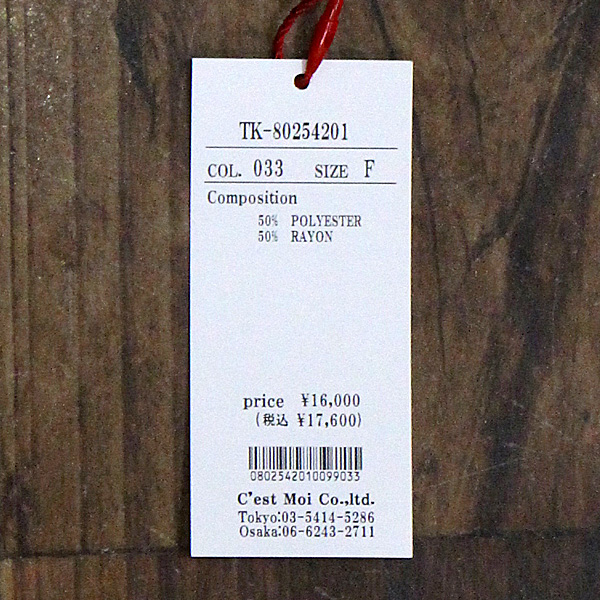 TK-80254201
COL. 033 SIZE F
Composition
50% POLYESTER
50% RAYON
price ¥16,000
(税込 ¥17,600)
0802542010099033
C'est Moi Co.,ltd.
Tokyo:03-5414-5286
Osaka:06-6243-2711